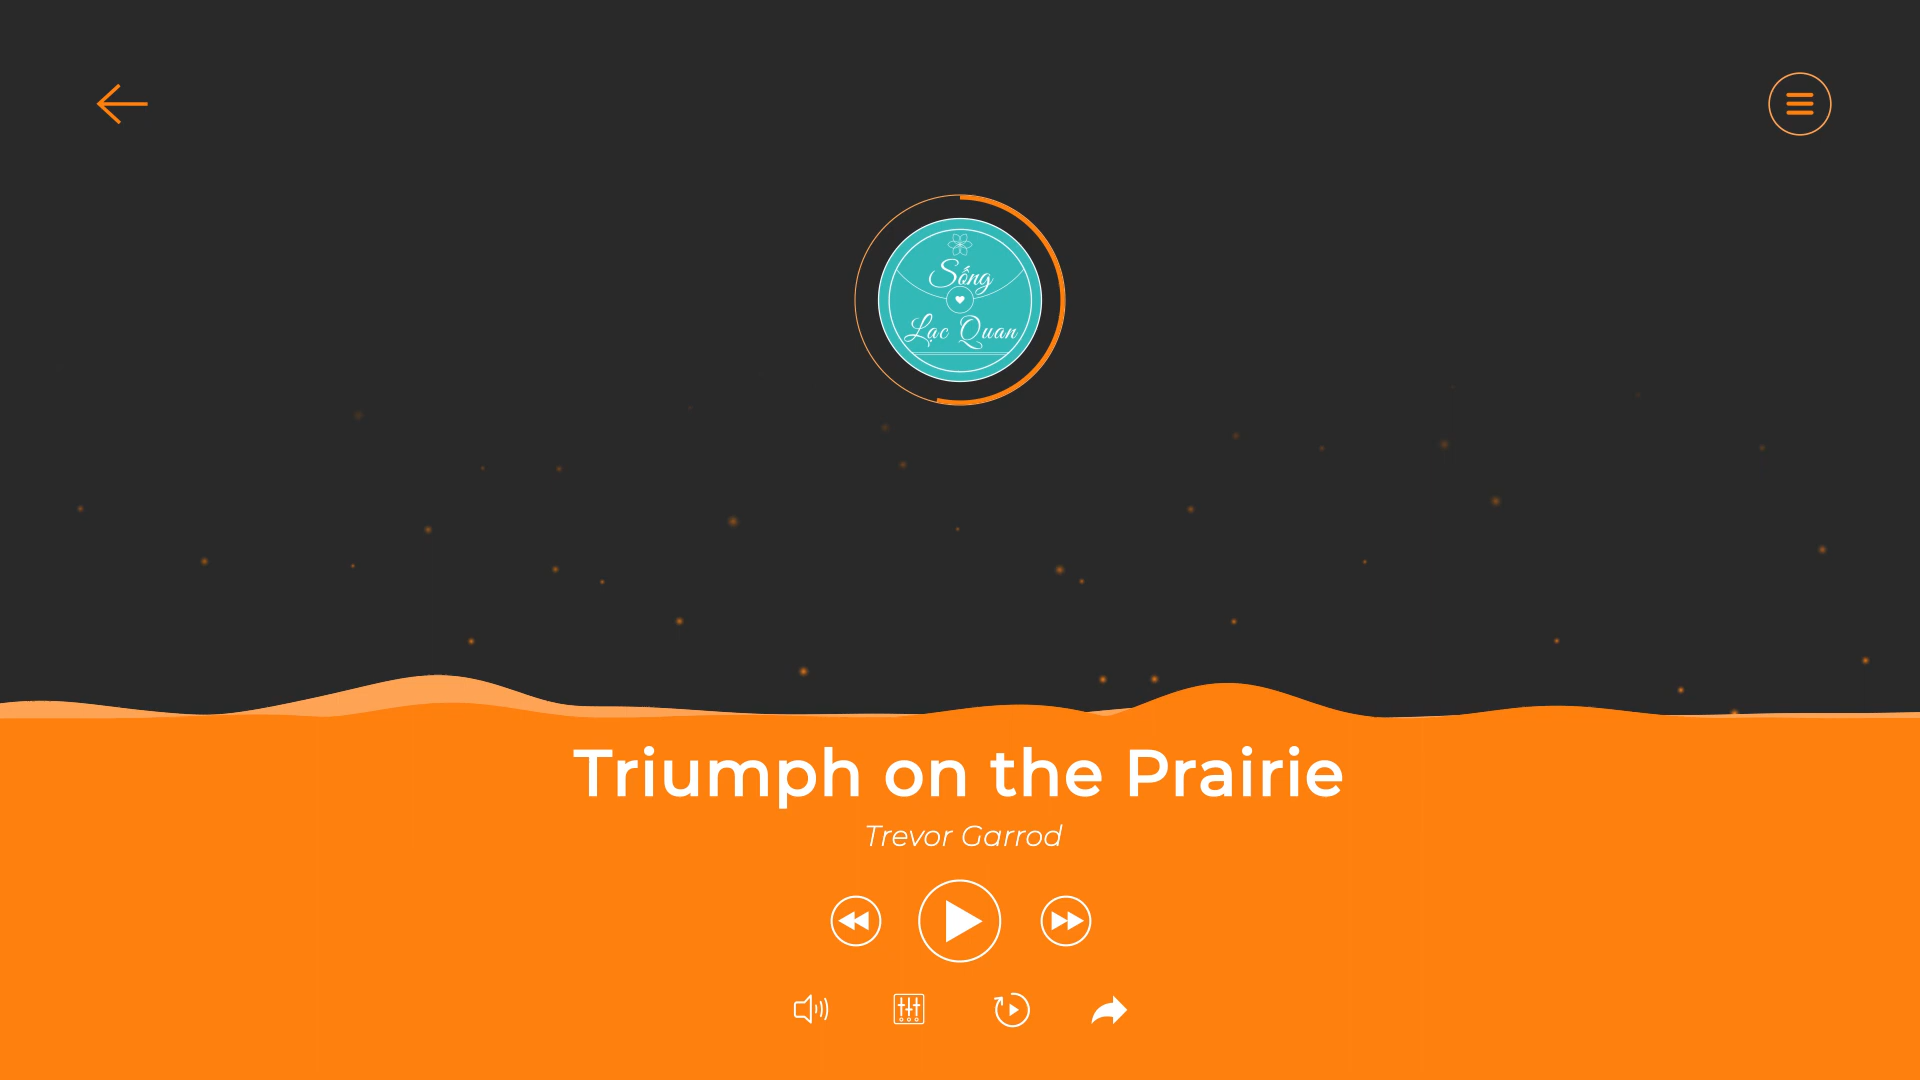 Sống
Lạc Quan
Triumph on the Prairie
Trevor Garrod